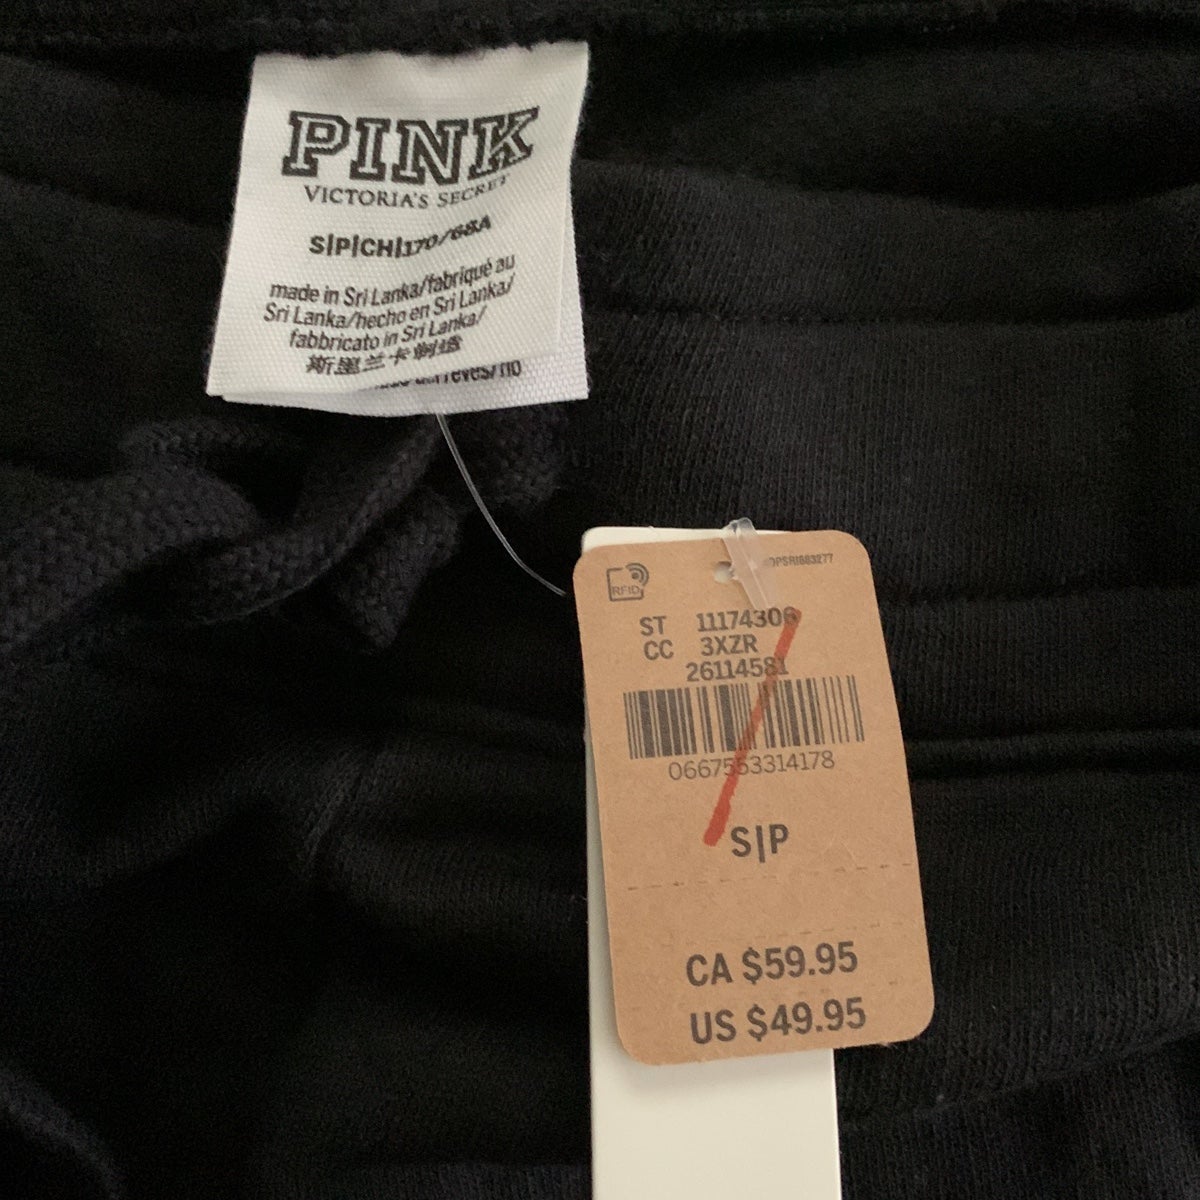 PINK
VICTORIA'S SECRET
S|P|CH|170/68A
made in Sri Lanka/fabriqué au
Sri Lanka/hecho en Sri Lanka/
fabbricato in Sri Lanka/
斯里兰卡制造
RFID
ST 11174306
CC 3XZR
26114581
0667553314178
S|P
CA $59.95
US $49.95